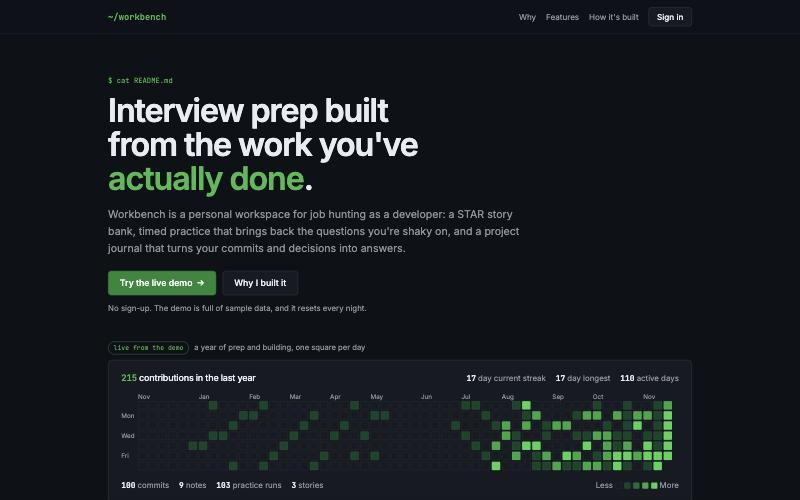 ~/workbench
Why Features How it's built Sign in
$ cat README.md
Interview prep built
from the work you've
actually done.
Workbench is a personal workspace for job hunting as a developer: a STAR story
bank, timed practice that brings back the questions you're shaky on, and a project
journal that turns your commits and decisions into answers.
Try the live demo → Why I built it
No sign-up. The demo is full of sample data, and it resets every night.
live from the demo a year of prep and building, one square per day
215 contributions in the last year 17 day current streak 17 day longest 110 active days
Nov Jan Feb Mar Apr May Jun Jul Aug Sep Oct Nov
Mon
Wed
Fri
100 commits 9 notes 103 practice runs 3 stories Less More